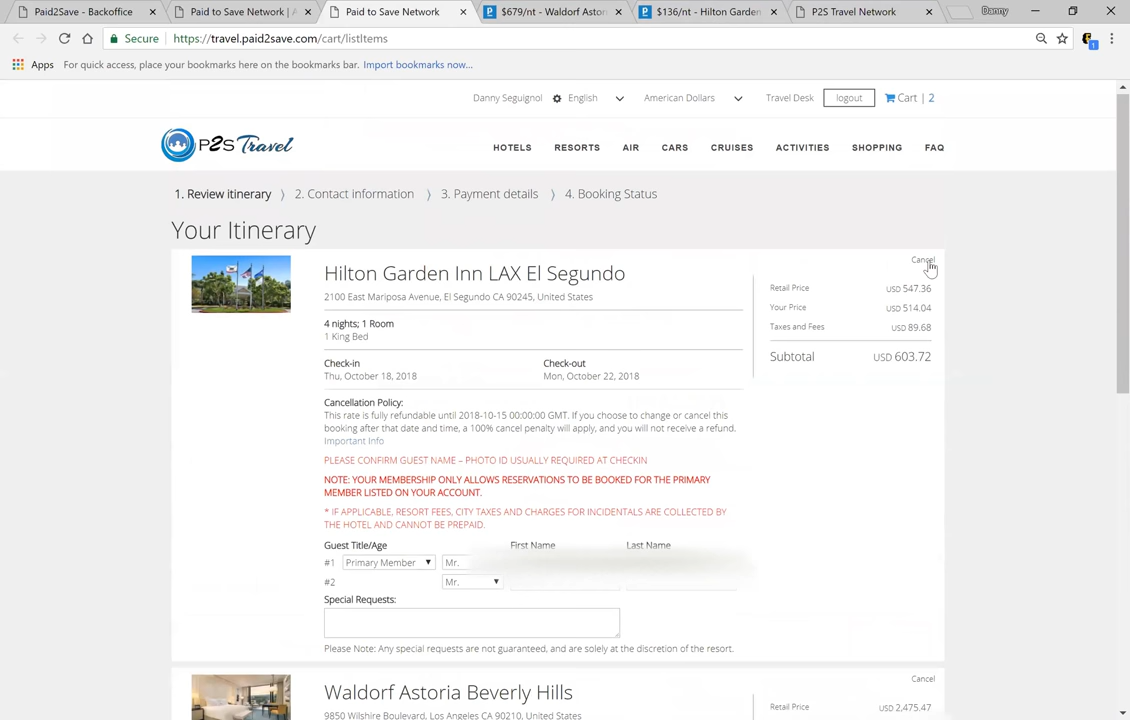 Paid2Save - Backoffice
Paid to Save Network | A
Paid to Save Network
$679/nt - Waldorf Astor
$136/nt - Hilton Garden
P2S Travel Network
Danny
Secure
https://travel.paid2save.com/cart/listItems
1
Apps
For quick access, place your bookmarks here on the bookmarks bar.
Import bookmarks now...
Danny Seguignol
English
American Dollars
Travel Desk
logout
Cart | 2
P2S Travel
HOTELS
RESORTS
AIR
CARS
CRUISES
ACTIVITIES
SHOPPING
FAQ
1. Review itinerary
2. Contact information
3. Payment details
4. Booking Status
Your Itinerary
Hilton Garden Inn LAX El Segundo
2100 East Mariposa Avenue, El Segundo CA 90245, United States
4 nights; 1 Room
1 King Bed
Check-in
Check-out
Thu, October 18, 2018
Mon, October 22, 2018
Cancellation Policy:
This rate is fully refundable until 2018-10-15 00:00:00 GMT. If you choose to change or cancel this
booking after that date and time, a 100% cancel penalty will apply, and you will not receive a refund.
Important Info
PLEASE CONFIRM GUEST NAME – PHOTO ID USUALLY REQUIRED AT CHECKIN
NOTE: YOUR MEMBERSHIP ONLY ALLOWS RESERVATIONS TO BE BOOKED FOR THE PRIMARY
MEMBER LISTED ON YOUR ACCOUNT.
* IF APPLICABLE, RESORT FEES, CITY TAXES AND CHARGES FOR INCIDENTALS ARE COLLECTED BY
THE HOTEL AND CANNOT BE PREPAID.
Guest Title/Age
First Name
Last Name
#1 Primary Member Mr.
#2 Mr.
Special Requests:
Please Note: Any special requests are not guaranteed, and are solely at the discretion of the resort.
Cancel
Retail Price USD 547.36
Your Price USD 514.04
Taxes and Fees USD 89.68
Subtotal USD 603.72
Waldorf Astoria Beverly Hills
9850 Wilshire Boulevard, Los Angeles CA 90210, United States
Cancel
Retail Price USD 2,475.47